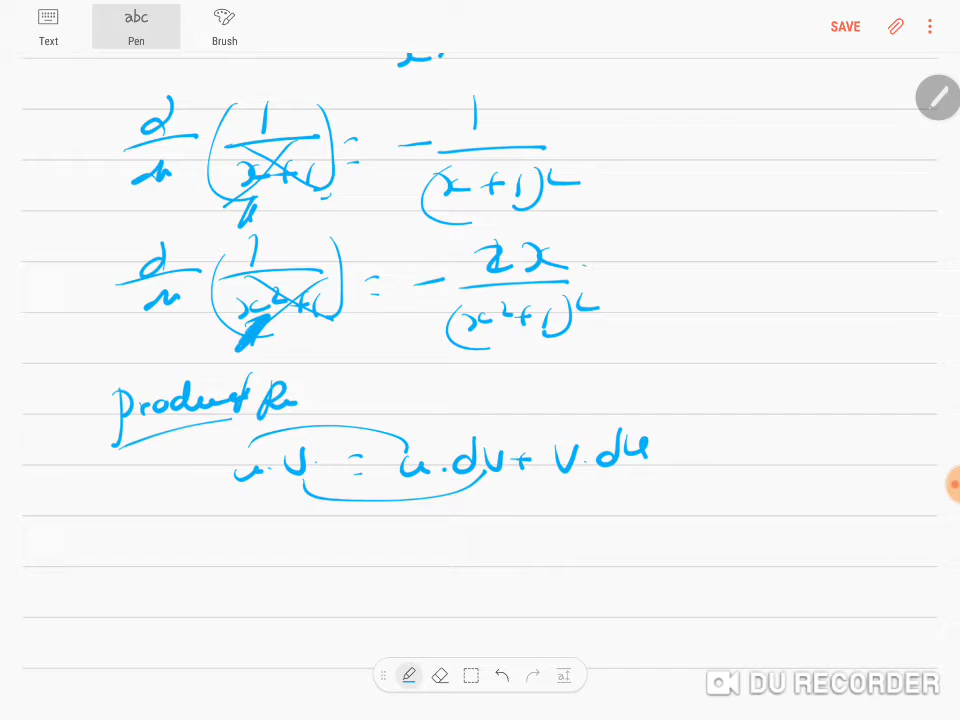 Text
abc
Pen
Brush
SAVE
d/dx (1/(x+1)) = - 1/(x+1)²
d/dx (1/(x²+1)) = - 2x/(x²+1)²
Product
u.v = u.dv + v.du
DU RECORDER